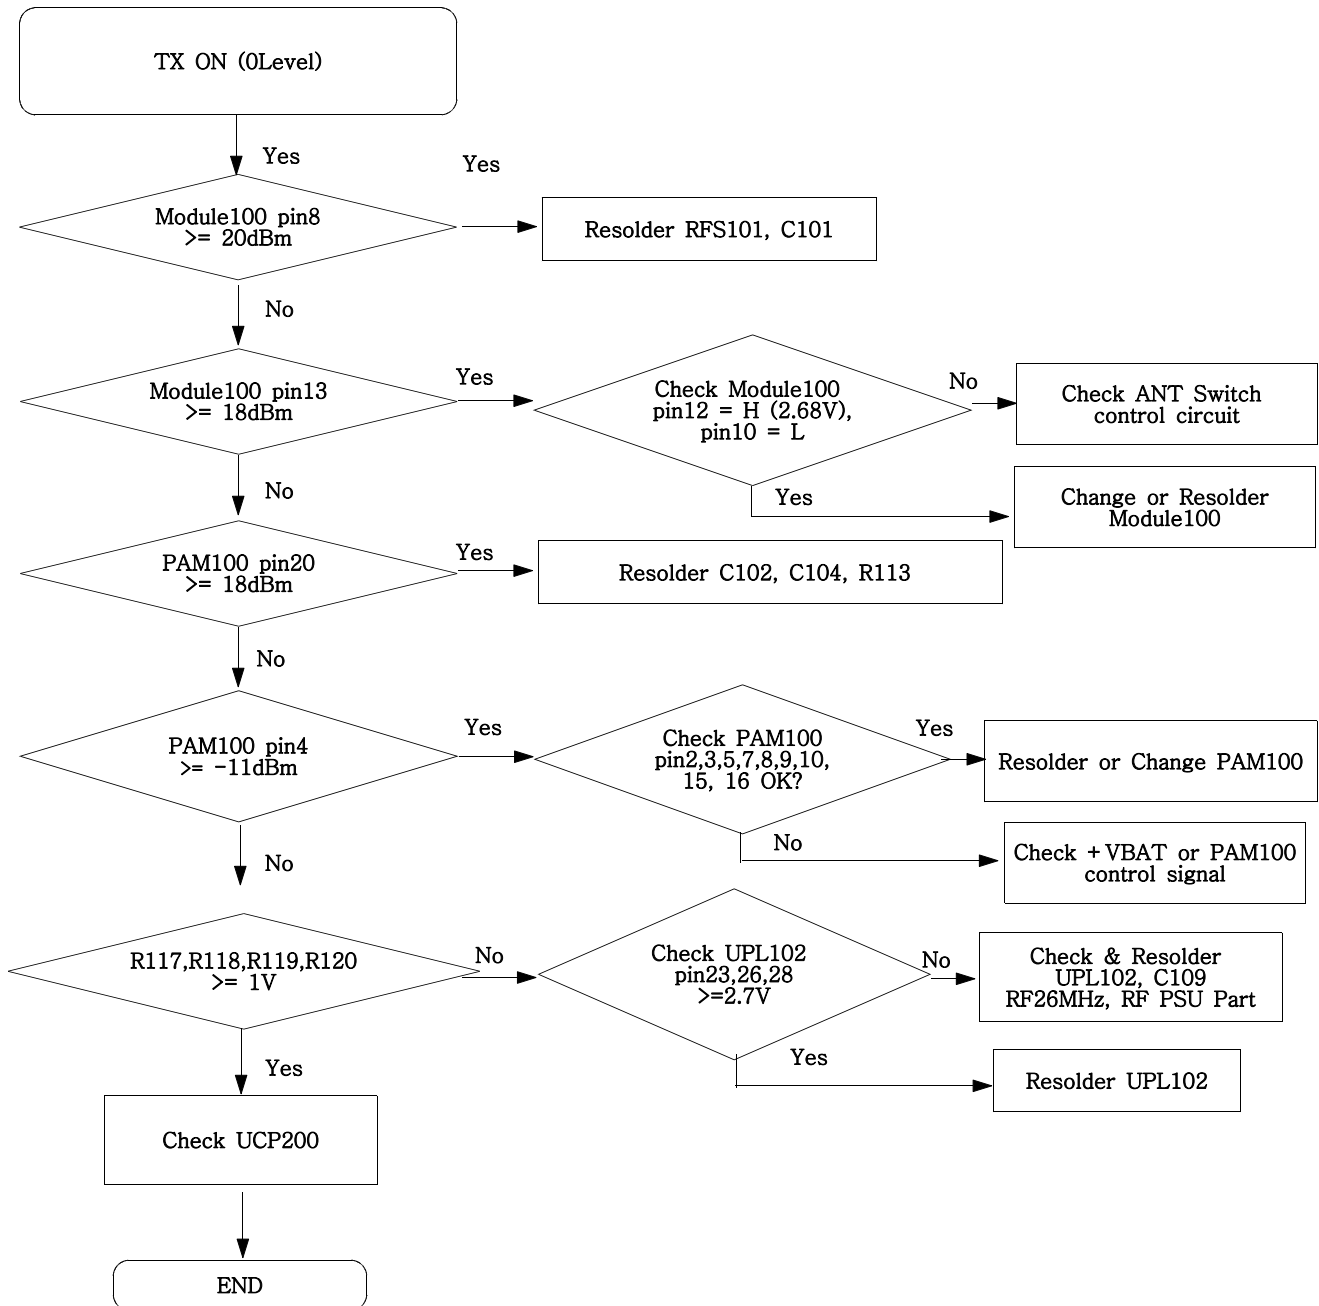 TX ON (0Level)
Yes
Yes
Module100 pin8
>= 20dBm
Resolder RFS101, C101
No
Module100 pin13
>= 18dBm
Yes
Check Module100
pin12 = H (2.68V),
pin10 = L
No
Check ANT Switch
control circuit
Yes
Change or Resolder
Module100
No
PAM100 pin20
>= 18dBm
Yes
Resolder C102, C104, R113
No
PAM100 pin4
>= -11dBm
Yes
Check PAM100
pin2,3,5,7,8,9,10,
15, 16 OK?
Yes
Resolder or Change PAM100
No
Check +VBAT or PAM100
control signal
No
R117,R118,R119,R120
>= 1V
No
Check UPL102
pin23,26,28
>=2.7V
No
Check & Resolder
UPL102, C109
RF26MHz, RF PSU Part
Yes
Resolder UPL102
Yes
Check UCP200
END